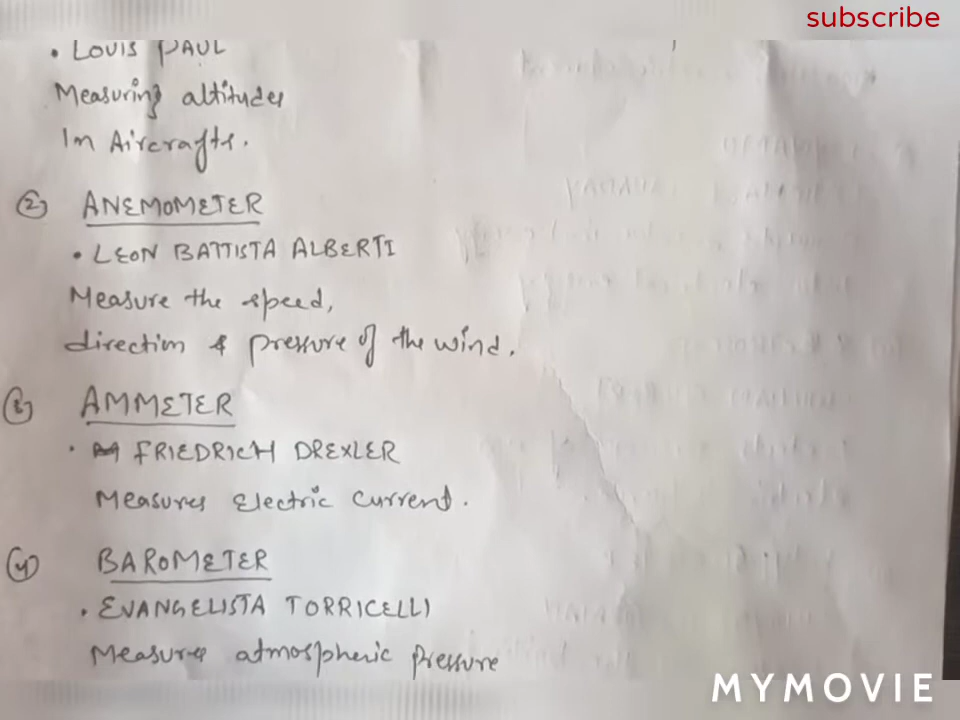 subscribe
• LOUIS PAUL
Measuring altitudes
In Aircrafts.
② ANEMOMETER
• LEON BATTISTA ALBERTI
Measure the speed,
direction & pressure of the wind.
③ AMMETER
• FRIEDRICH DREXLER
Measures Electric Current.
④ BAROMETER
• EVANGELISTA TORRICELLI
Measures atmospheric pressure
MYMOVIE